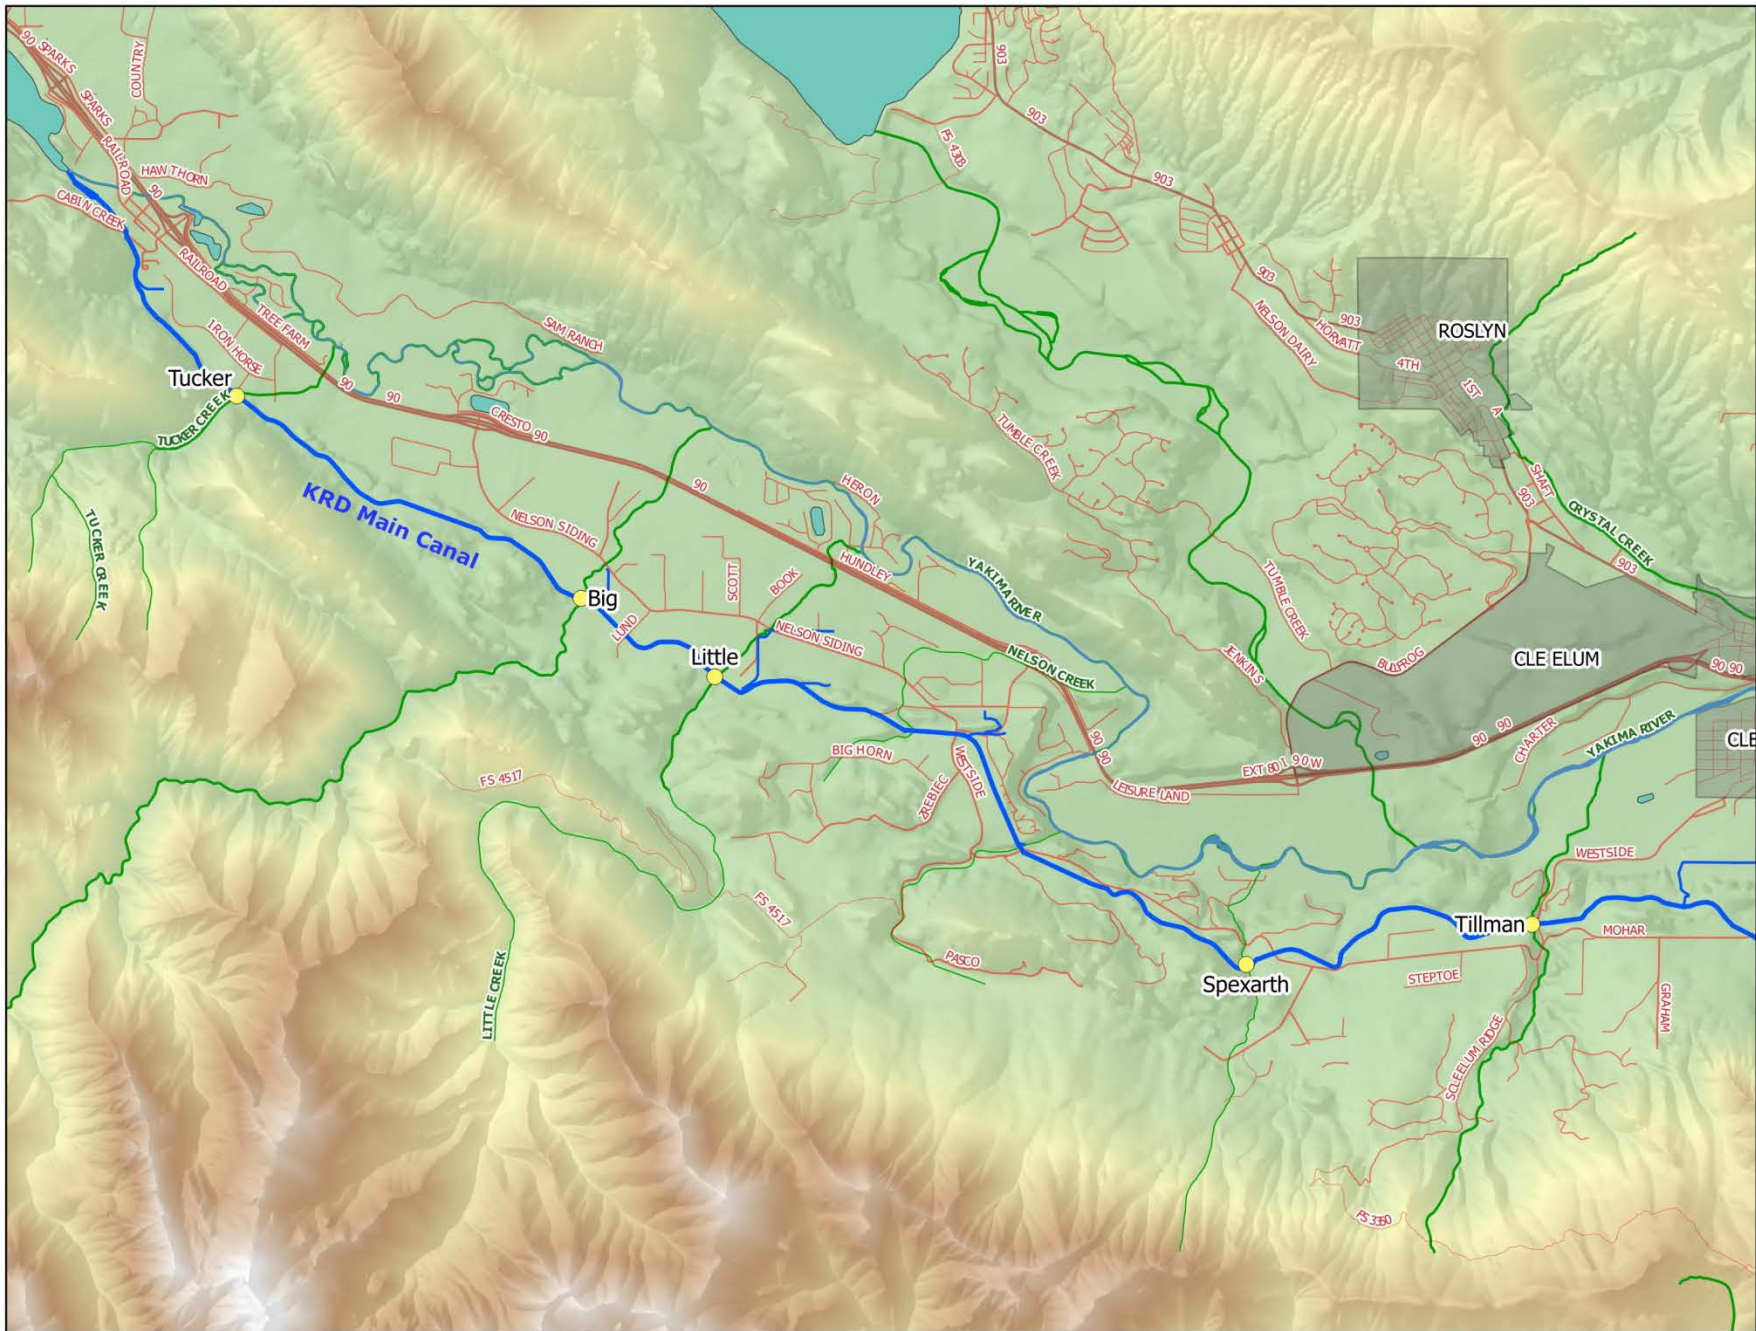 90
SPARKS
COUNTRY
903
SPARKS
903
RAILROAD
FS 4308
HAWTHORN
903
90
CABIN CREEK
RAILROAD
903
NELSON DAIRY
903
HORVATT
ROSLYN
TREE FARM
IRON HORSE
SAM RANCH
4TH
1ST
A
Tucker
90
90
CRESTO 90
TUCKER CREEK
TUMBLE CREEK
KRD Main Canal
90
HERON
SHAFT
903
CRYSTAL CREEK
TUCKER CREEK
NELSON SIDING
HUNDLEY
YAKIMA RIVER
903
SCOTT
BOOK
TUMBLE CREEK
Big
LUND
NELSON SIDING
Little
NELSON CREEK
JENKINS
BULLFROG
CLE ELUM
90 90
90 90
90 90
CHARTER
YAKIMA RIVER
CLE
BIG HORN
WESTSIDE
EXT 80 I 90 W
FS 4517
ZREBIEC
LEISURE LAND
WESTSIDE
FS 4517
Tillman
MOHAR
LITTLE CREEK
PASCO
Spexarth
STEPTOE
GRAHAM
S CLE ELUM RIDGE
FS 3350